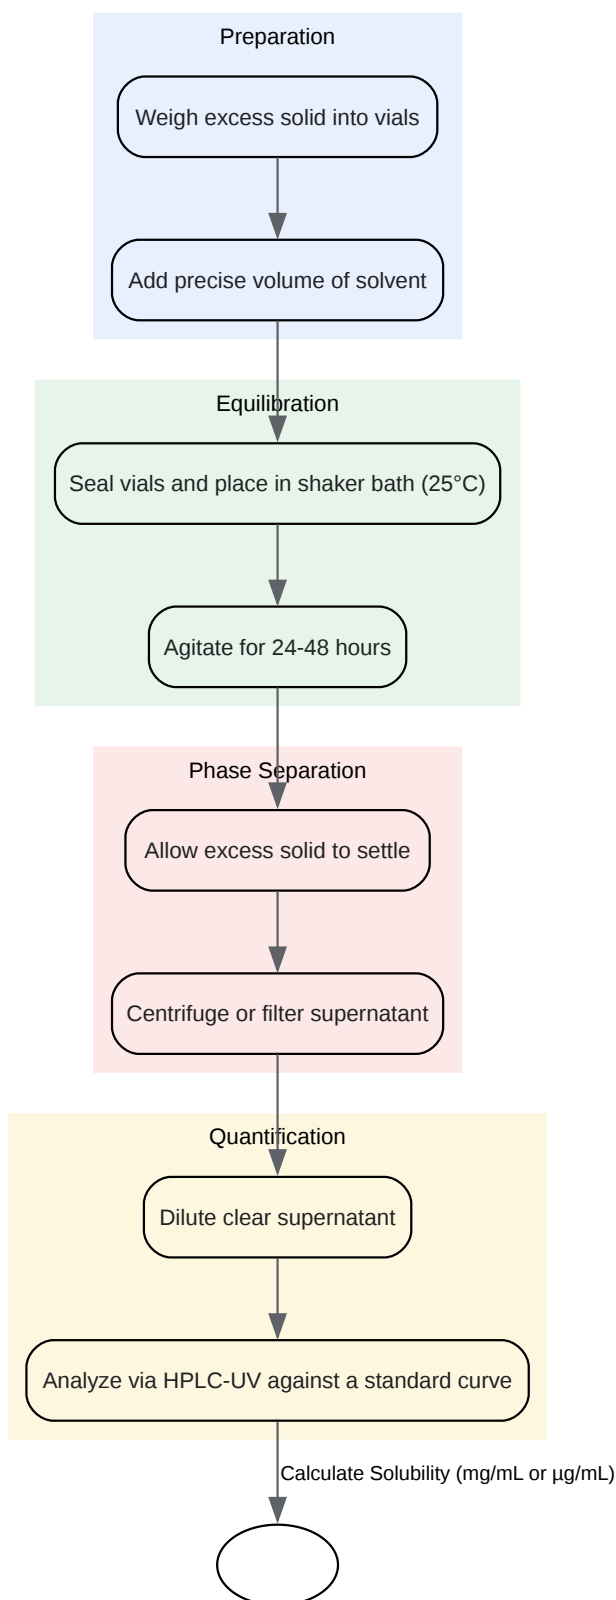 Preparation
Weigh excess solid into vials
Add precise volume of solvent
Equilibration
Seal vials and place in shaker bath (25°C)
Agitate for 24-48 hours
Phase Separation
Allow excess solid to settle
Centrifuge or filter supernatant
Quantification
Dilute clear supernatant
Analyze via HPLC-UV against a standard curve
Calculate Solubility (mg/mL or µg/mL)